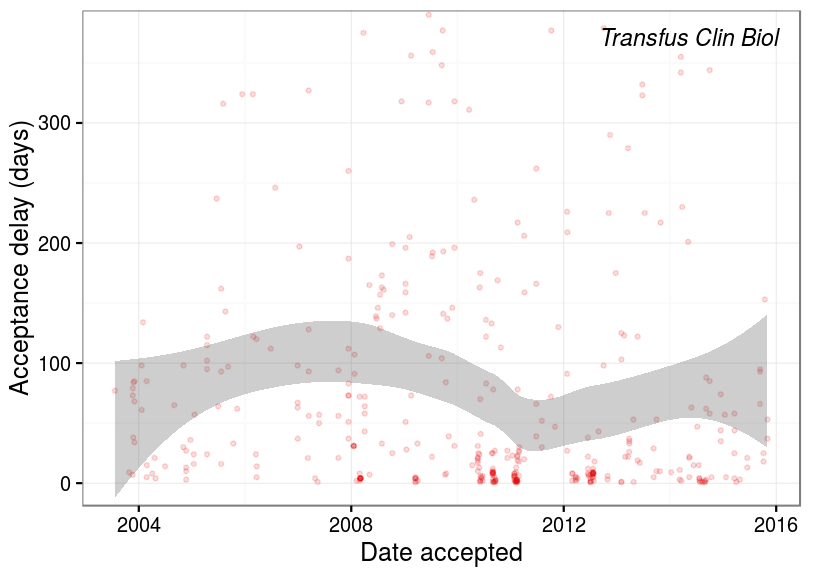 Transfus Clin Biol
Acceptance delay (days)
300
200
100
0
2004
2008
2012
2016
Date accepted